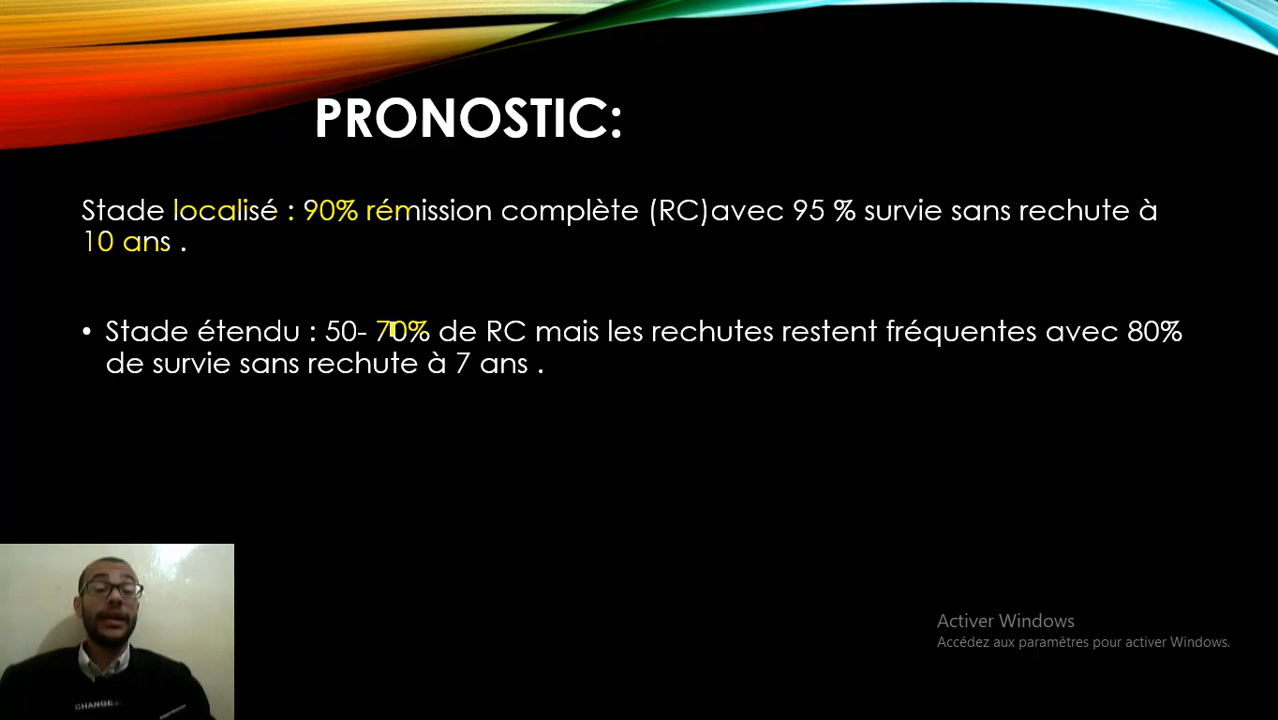 PRONOSTIC:
Stade localisé : 90% rémission complète (RC)avec 95 % survie sans rechute à
10 ans .
• Stade étendu : 50- 70% de RC mais les rechutes restent fréquentes avec 80%
de survie sans rechute à 7 ans .
Activer Windows
Accédez aux paramètres pour activer Windows.
CHANGE